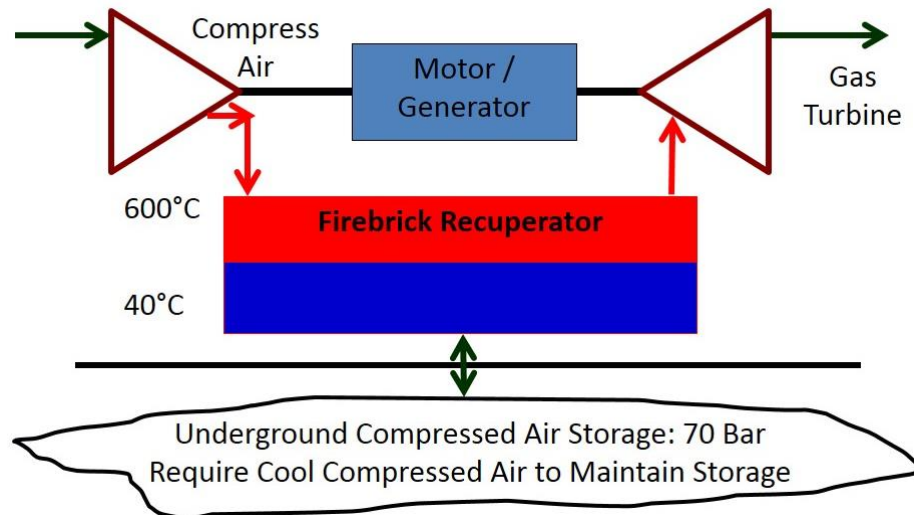 Compress
Air
Motor /
Generator
Gas
Turbine
600°C
Firebrick Recuperator
40°C
Underground Compressed Air Storage: 70 Bar
Require Cool Compressed Air to Maintain Storage